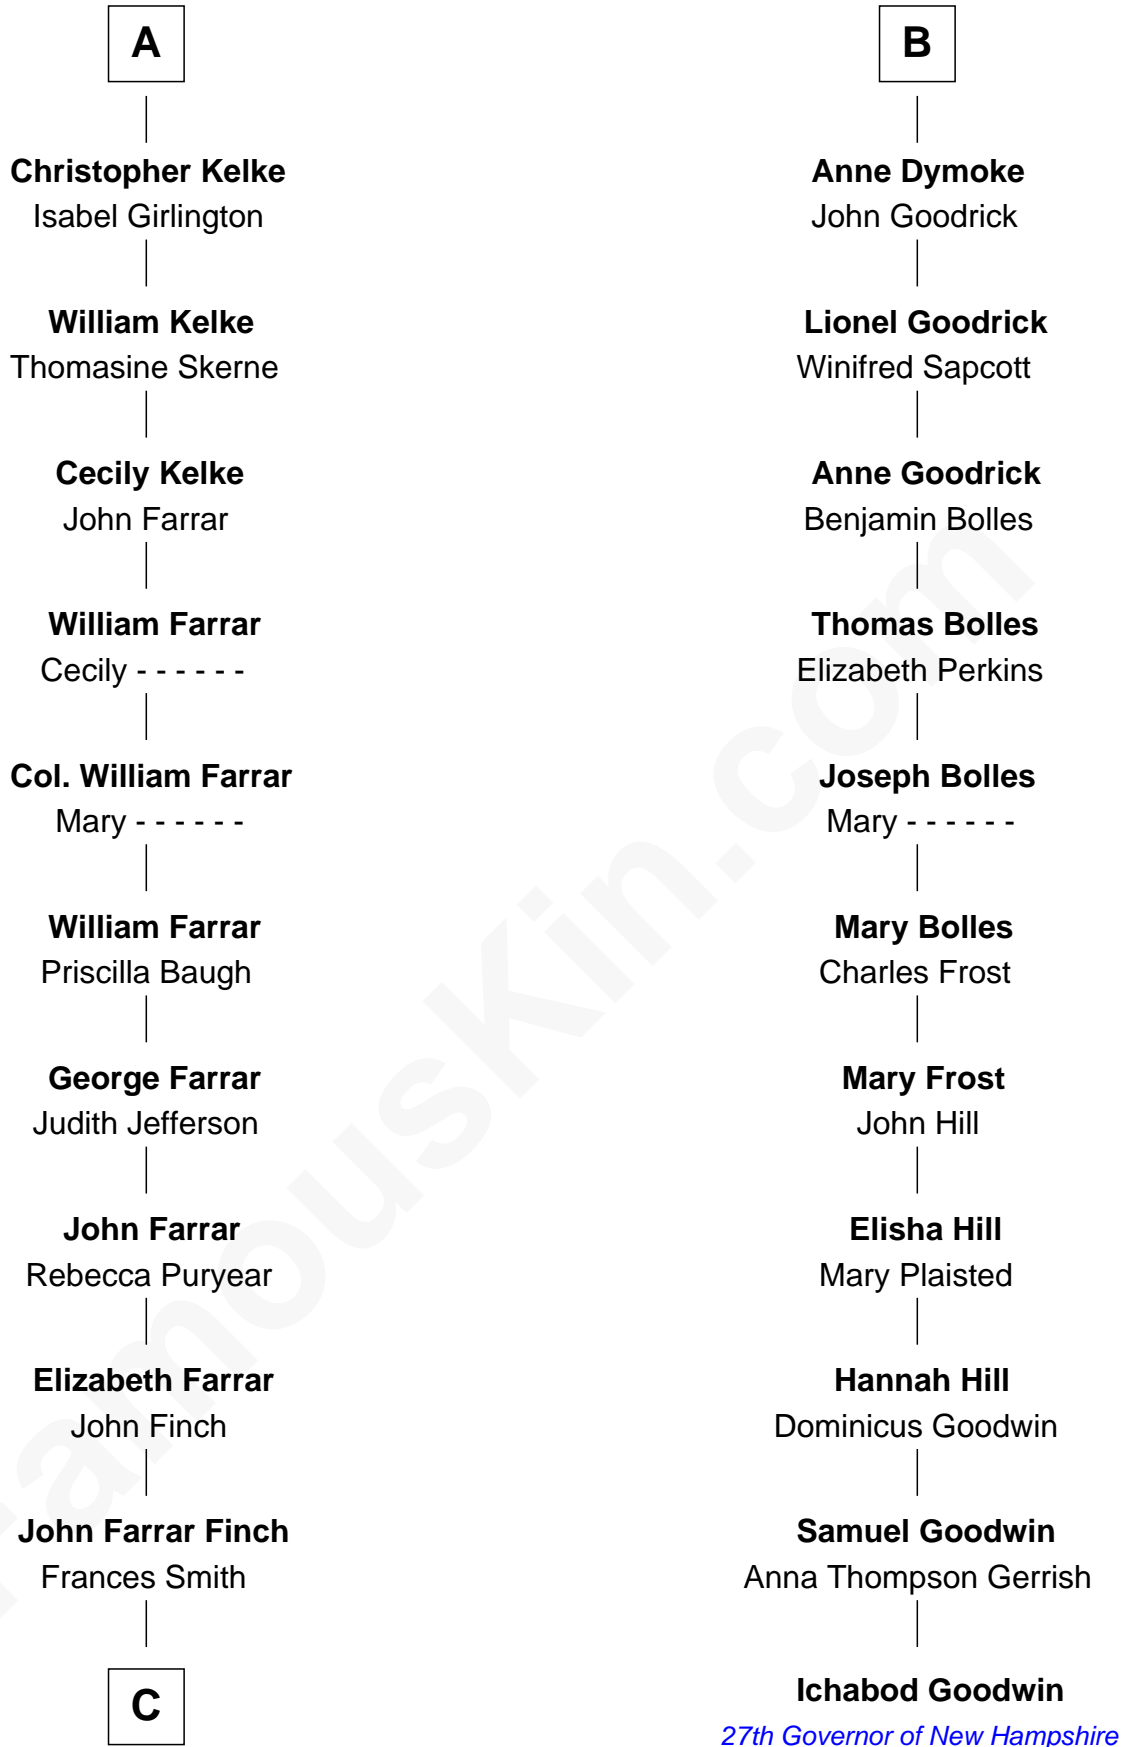 A
Christopher Kelke
Isabel Girlington
William Kelke
Thomasine Skerne
Cecily Kelke
John Farrar
William Farrar
Cecily - - - - - -
Col. William Farrar
Mary - - - - - -
William Farrar
Priscilla Baugh
George Farrar
Judith Jefferson
John Farrar
Rebecca Puryear
Elizabeth Farrar
John Finch
John Farrar Finch
Frances Smith
C
B
Anne Dymoke
John Goodrick
Lionel Goodrick
Winifred Sapcott
Anne Goodrick
Benjamin Bolles
Thomas Bolles
Elizabeth Perkins
Joseph Bolles
Mary - - - - - -
Mary Bolles
Charles Frost
Mary Frost
John Hill
Elisha Hill
Mary Plaisted
Hannah Hill
Dominicus Goodwin
Samuel Goodwin
Anna Thompson Gerrish
Ichabod Goodwin
27th Governor of New Hampshire
FamousKin.com